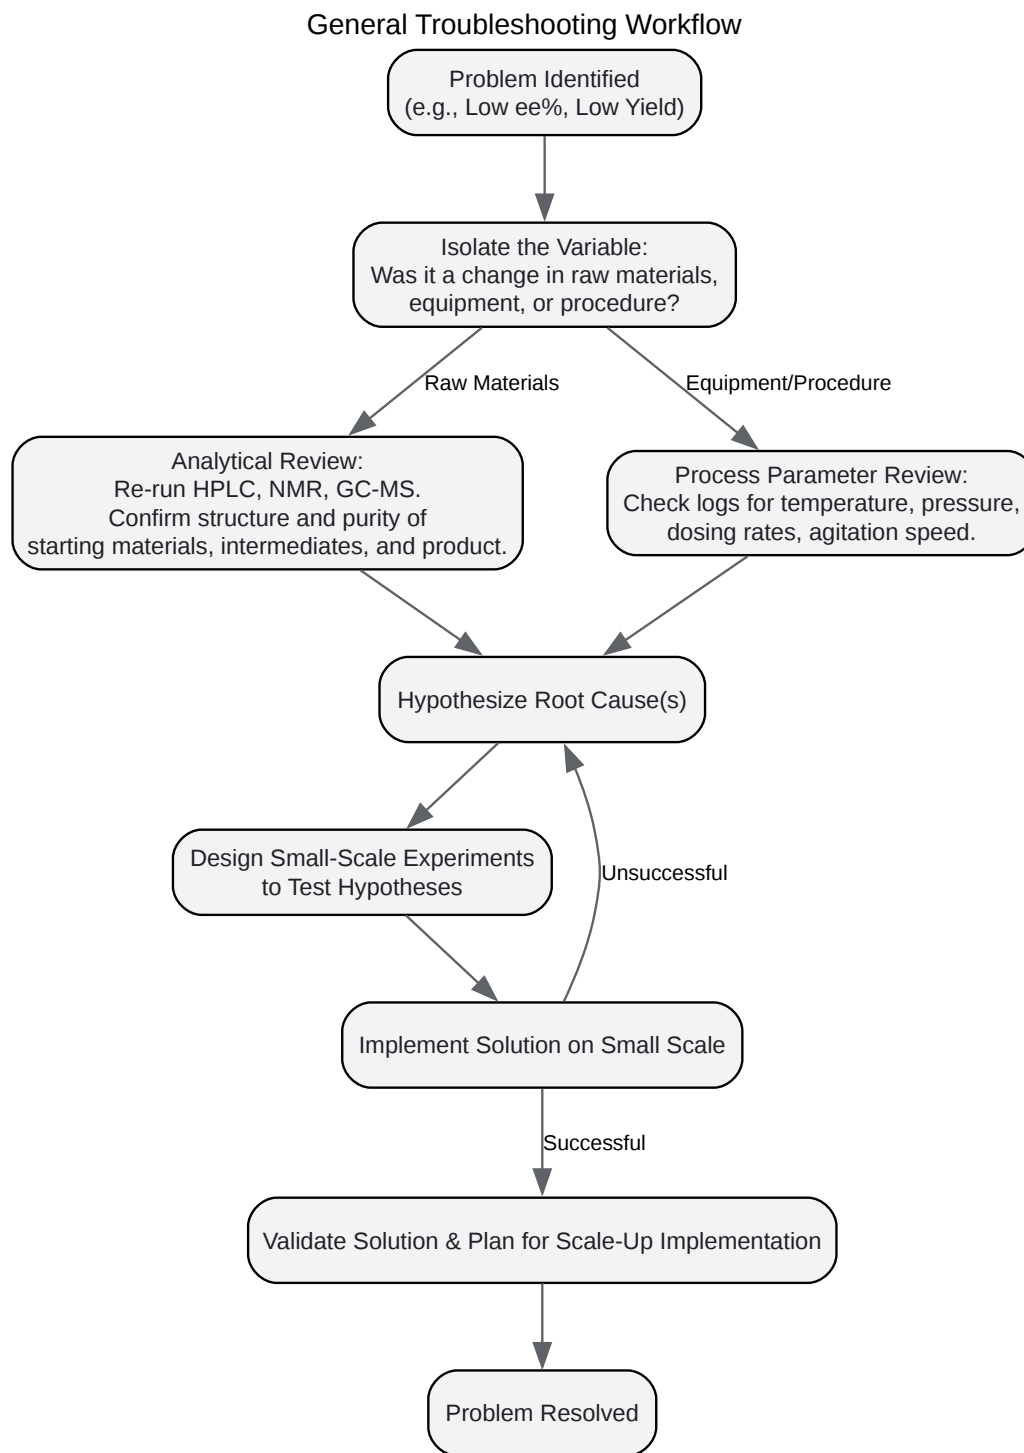 General Troubleshooting Workflow
Problem Identified
(e.g., Low ee%, Low Yield)
Isolate the Variable:
Was it a change in raw materials,
equipment, or procedure?
Raw Materials
Equipment/Procedure
Analytical Review:
Re-run HPLC, NMR, GC-MS.
Confirm structure and purity of
starting materials, intermediates, and product.
Process Parameter Review:
Check logs for temperature, pressure,
dosing rates, agitation speed.
Hypothesize Root Cause(s)
Design Small-Scale Experiments
to Test Hypotheses
Unsuccessful
Implement Solution on Small Scale
Successful
Validate Solution & Plan for Scale-Up Implementation
Problem Resolved